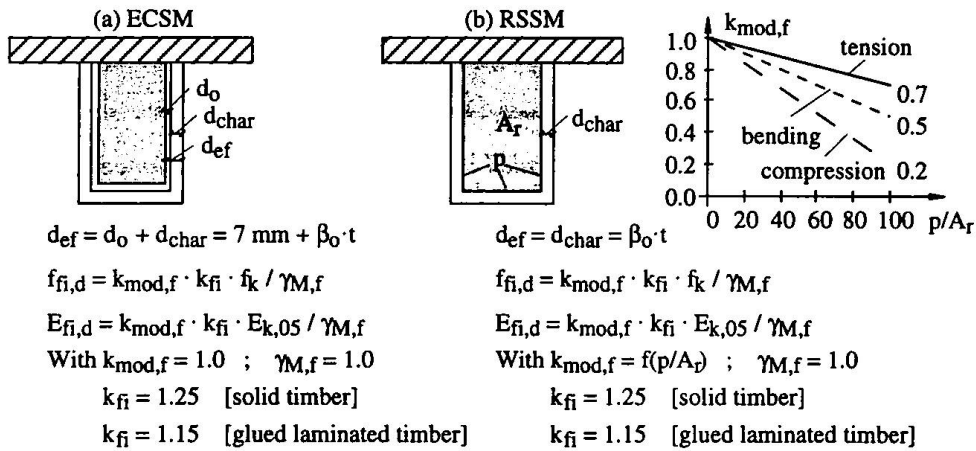 (a) ECSM
d₀
d_char
d_ef
d_ef = d₀ + d_char = 7 mm + β₀·t
f_fi,d = k_mod,f · k_fi · f_k / γ_M,f
E_fi,d = k_mod,f · k_fi · E_k,05 / γ_M,f
With k_mod,f = 1.0 ; γ_M,f = 1.0
k_fi = 1.25 [solid timber]
k_fi = 1.15 [glued laminated timber]
(b) RSSM
A_r
d_char
p
d_ef = d_char = β₀·t
f_fi,d = k_mod,f · k_fi · f_k / γ_M,f
E_fi,d = k_mod,f · k_fi · E_k,05 / γ_M,f
With k_mod,f = f(p/A_r) ; γ_M,f = 1.0
k_fi = 1.25 [solid timber]
k_fi = 1.15 [glued laminated timber]
k_mod,f
1.0
0.8
0.6
0.4
0.2
0.0
tension
0.7
bending
0.5
compression
0.2
0 20 40 60 80 100 p/A_r